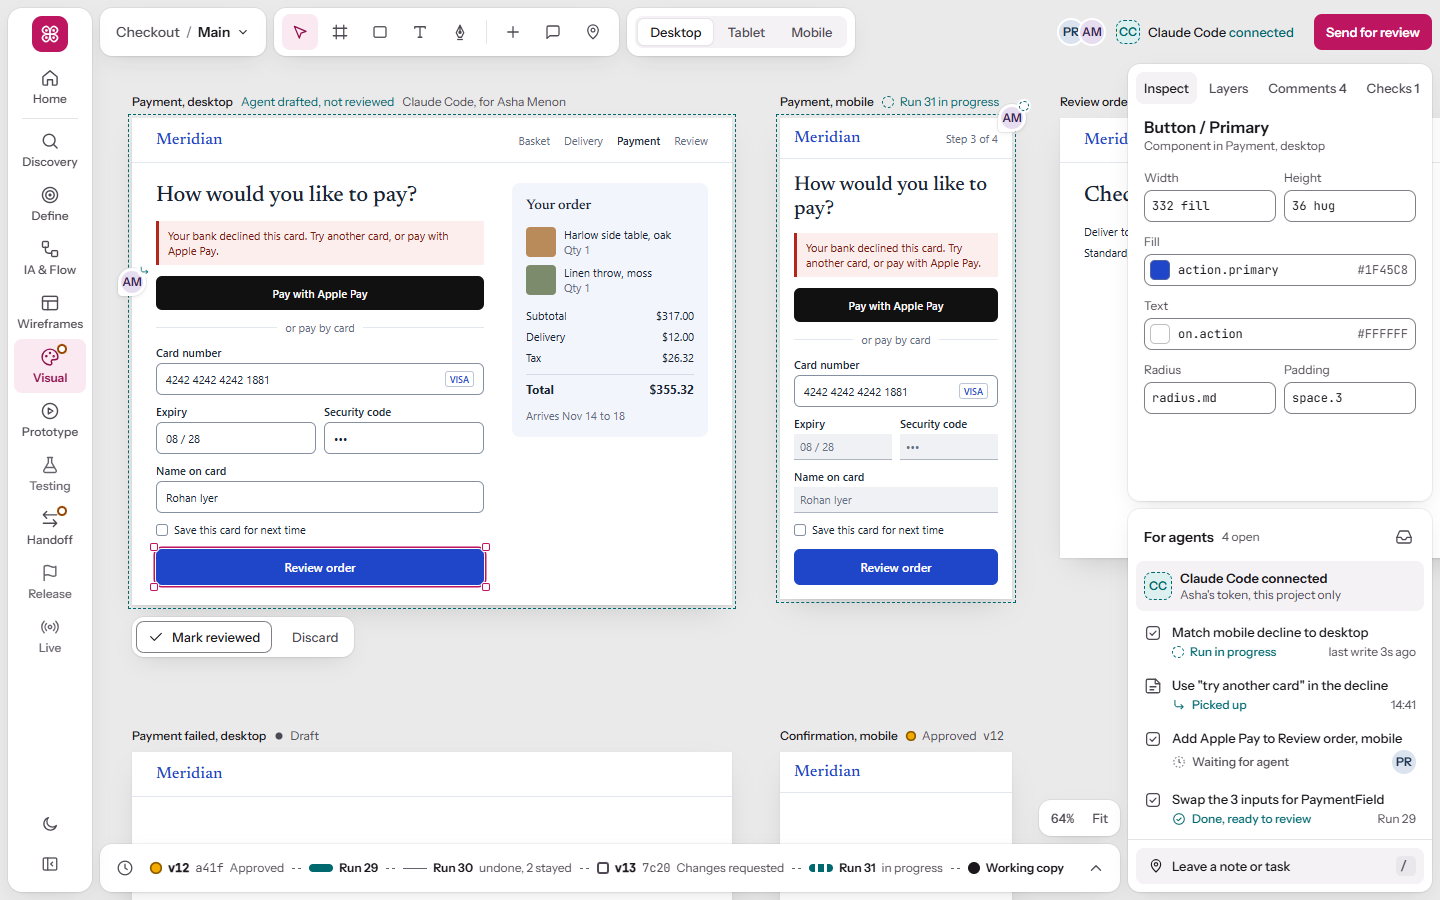 Checkout / Main
Desktop
Tablet
Mobile
PR
AM
CC
Claude Code connected
Send for review
Home
Discovery
Define
IA & Flow
Wireframes
Visual
Prototype
Testing
Handoff
Release
Live
Payment, desktop Agent drafted, not reviewed Claude Code, for Asha Menon
Meridian
Basket
Delivery
Payment
Review
How would you like to pay?
Your bank declined this card. Try another card, or pay with
Apple Pay.
AM
Pay with Apple Pay
or pay by card
Card number
4242 4242 4242 1881
VISA
Expiry
Security code
08 / 28
•••
Name on card
Rohan Iyer
Save this card for next time
Review order
Your order
Harlow side table, oak
Qty 1
Linen throw, moss
Qty 1
Subtotal $317.00
Delivery $12.00
Tax $26.32
Total $355.32
Arrives Nov 14 to 18
Mark reviewed
Discard
Payment, mobile Run 31 in progress
AM
Meridian
Step 3 of 4
How would you like to
pay?
Your bank declined this card. Try
another card, or pay with Apple Pay.
Pay with Apple Pay
or pay by card
Card number
4242 4242 4242 1881
VISA
Expiry
Security code
08 / 28
•••
Name on card
Rohan Iyer
Save this card for next time
Review order
Review orde
Merid
Chec
Deliver to
Standard
Payment failed, desktop Draft
Meridian
Confirmation, mobile Approved v12
Meridian
64% Fit
v12 a41f Approved
Run 29
Run 30 undone, 2 stayed
v13 7c20 Changes requested
Run 31 in progress
Working copy
Inspect
Layers
Comments 4
Checks 1
Button / Primary
Component in Payment, desktop
Width
Height
332 fill
36 hug
Fill
action.primary #1F45C8
Text
on.action #FFFFFF
Radius
Padding
radius.md
space.3
For agents 4 open
CC
Claude Code connected
Asha's token, this project only
Match mobile decline to desktop
Run in progress last write 3s ago
Use "try another card" in the decline
Picked up 14:41
Add Apple Pay to Review order, mobile
Waiting for agent PR
Swap the 3 inputs for PaymentField
Done, ready to review Run 29
Leave a note or task /